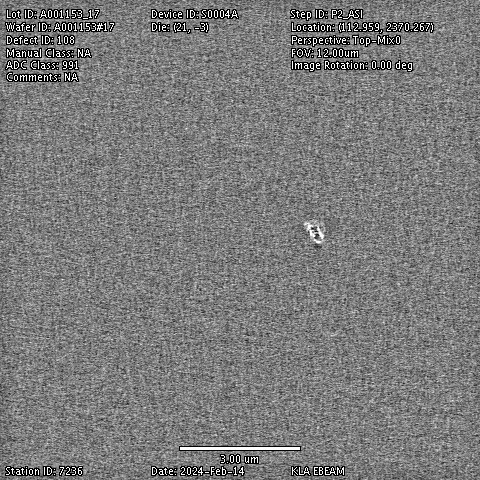 Lot ID: A001153_17
Wafer ID: A001153#17
Defect ID: 108
Manual Class: NA
ADC Class: 991
Comments: NA
Device ID: S0004A
Die: (21, -3)
Step ID: P2_ASI
Location: (112.959, 2370.267)
Perspective: Top-Mix0
FOV: 12.00um
Image Rotation: 0.00 deg
3.00 um
Station ID: 7236
Date: 2024-Feb-14
KLA EBEAM